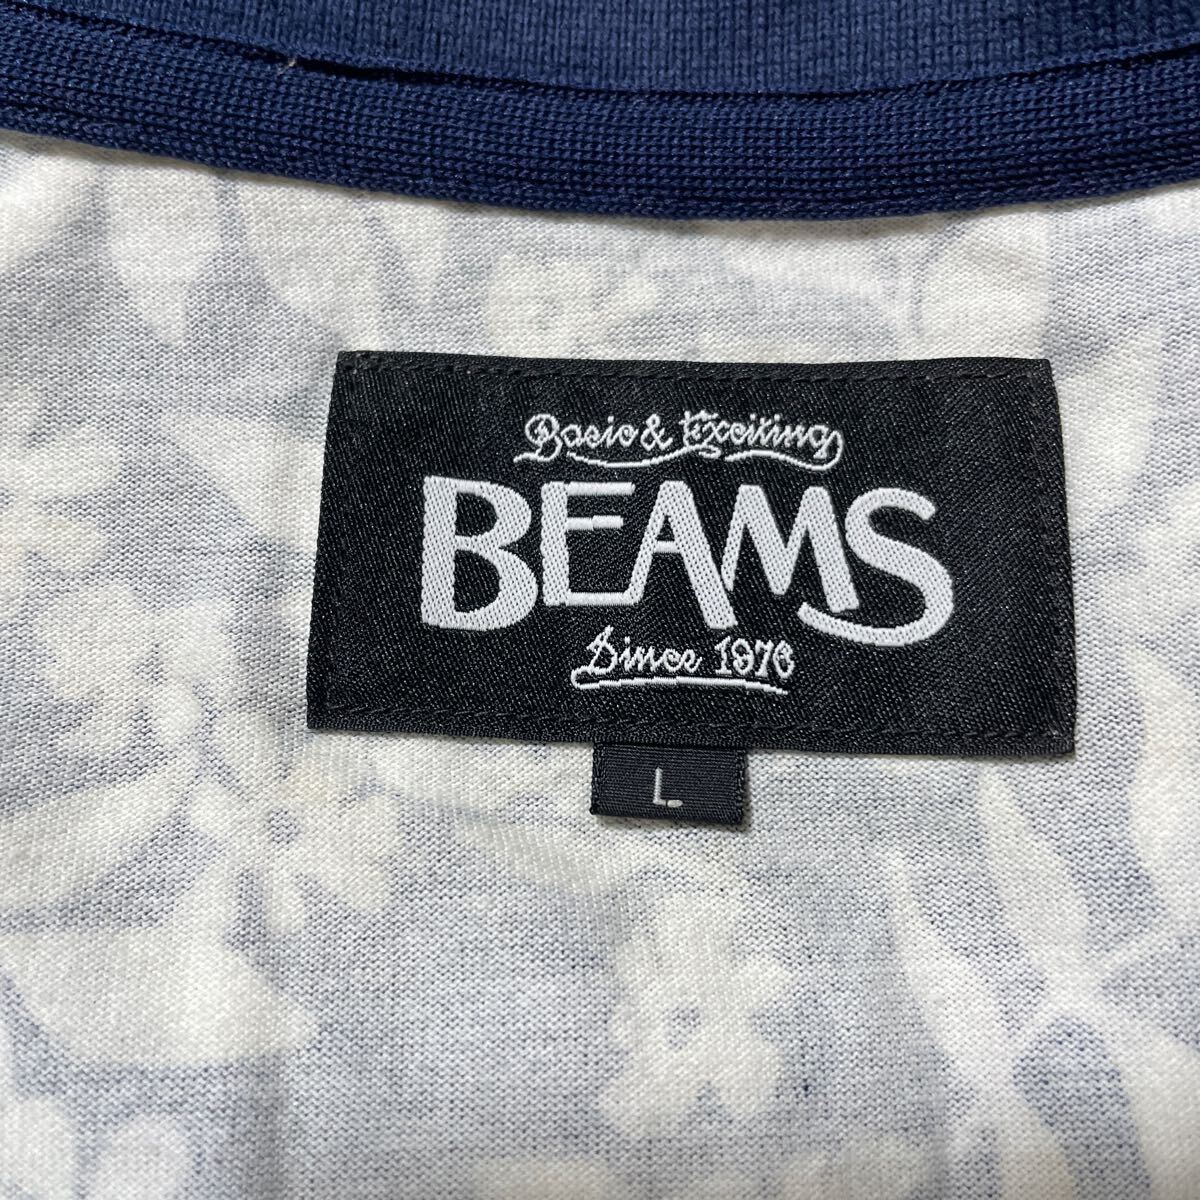 Basic & Exciting
BEAMS
Since 1976
L